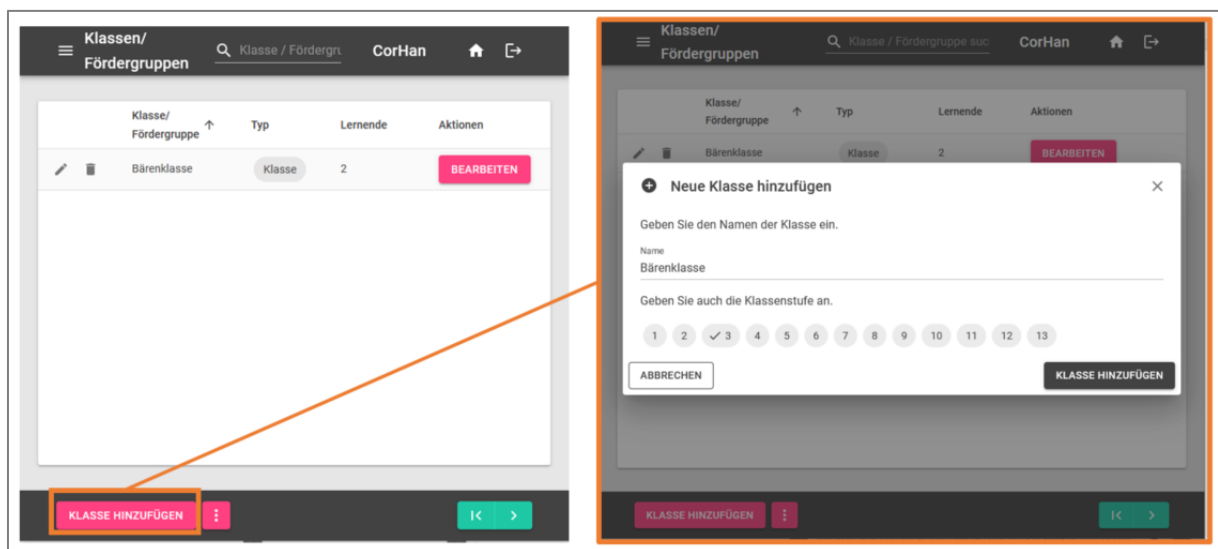 Klassen/
Fördergruppen
Klasse / Fördergru
CorHan
Klasse/
Fördergruppe
Typ
Lernende
Aktionen
Bärenklasse
Klasse
2
BEARBEITEN
KLASSE HINZUFÜGEN
Klassen/
Fördergruppen
Klasse / Fördergruppe suc
CorHan
Klasse/
Fördergruppe
Typ
Lernende
Aktionen
Bärenklasse
Klasse
2
BEARBEITEN
Neue Klasse hinzufügen
Geben Sie den Namen der Klasse ein.
Name
Bärenklasse
Geben Sie auch die Klassenstufe an.
1 2 3 4 5 6 7 8 9 10 11 12 13
ABBRECHEN
KLASSE HINZUFÜGEN
KLASSE HINZUFÜGEN